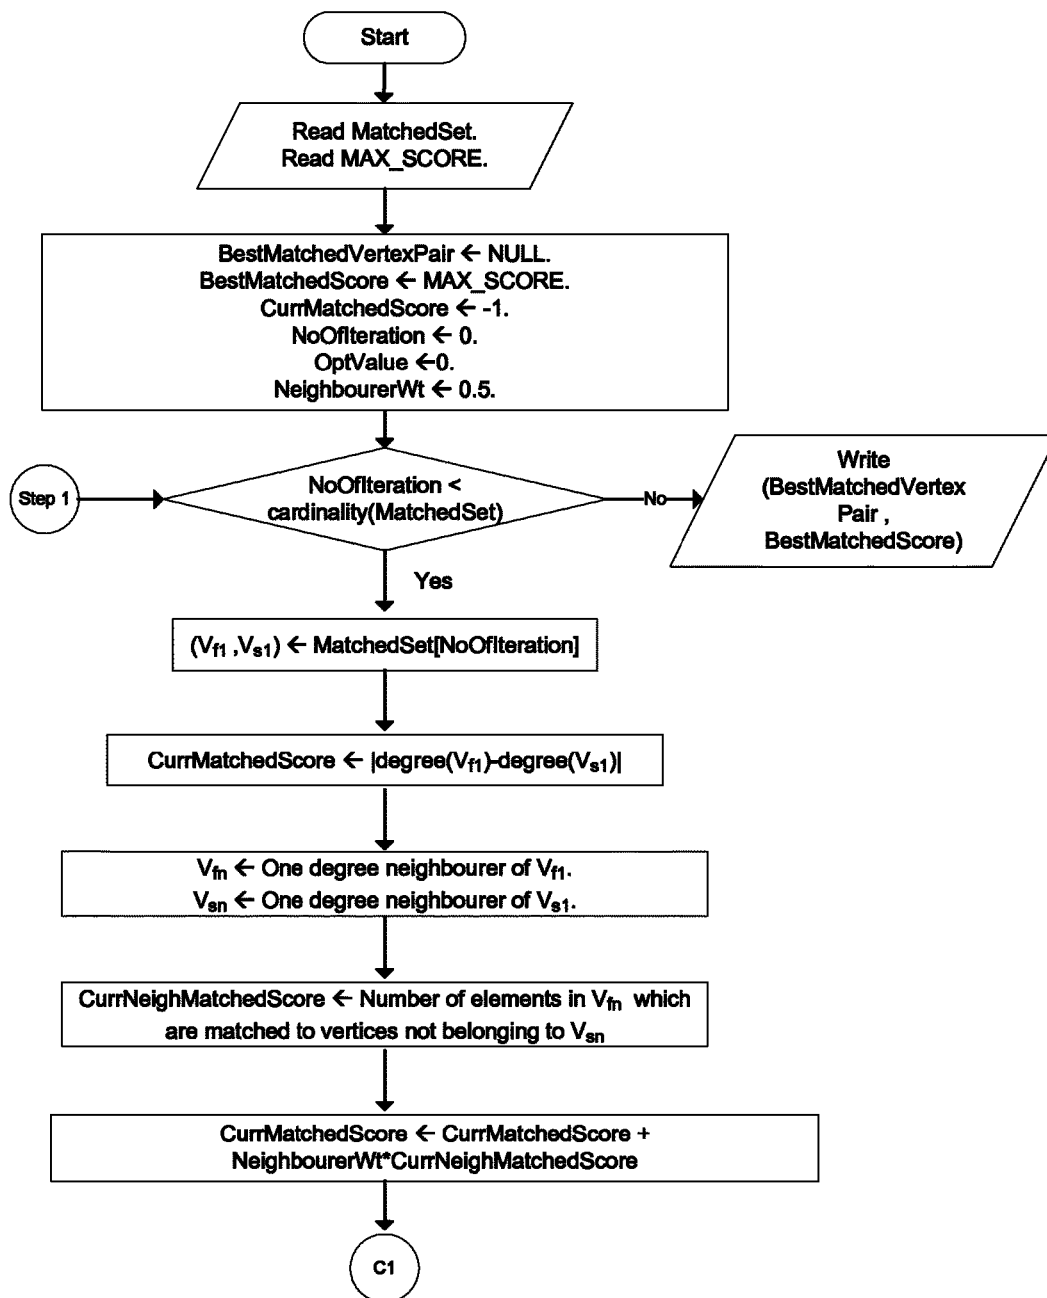 Start
Read MatchedSet.
Read MAX_SCORE.
BestMatchedVertexPair ← NULL.
BestMatchedScore ← MAX_SCORE.
CurrMatchedScore ← -1.
NoOfIteration ← 0.
OptValue ←0.
NeighbourerWt ← 0.5.
Step 1
NoOfIteration <
cardinality(MatchedSet)
No
Write
(BestMatchedVertex
Pair ,
BestMatchedScore)
Yes
(Vf1 ,Vs1) ← MatchedSet[NoOfIteration]
CurrMatchedScore ← |degree(Vf1)-degree(Vs1)|
Vfn ← One degree neighbourer of Vf1.
Vsn ← One degree neighbourer of Vs1.
CurrNeighMatchedScore ← Number of elements in Vfn which
are matched to vertices not belonging to Vsn
CurrMatchedScore ← CurrMatchedScore +
NeighbourerWt*CurrNeighMatchedScore
C1